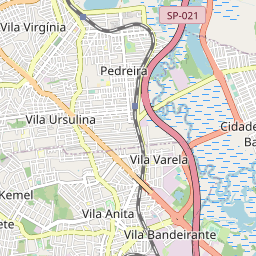 SP-021
Vila Virgínia
Pedreira
Vila Ursulina
Cidade
Ba
Vila Varela
Kemel
ete
Vila Anita
Vila Bandeirante